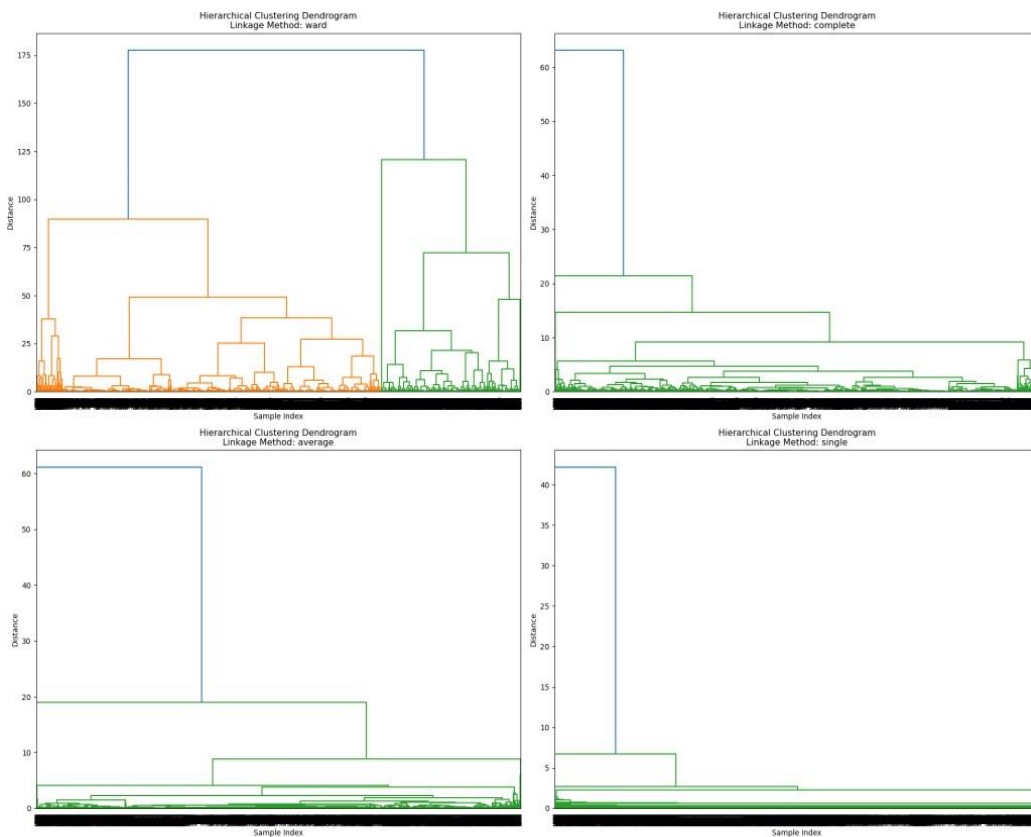 Hierarchical Clustering Dendrogram
Linkage Method: ward
175
150
125
100
75
50
25
0
Distance
Sample Index
Hierarchical Clustering Dendrogram
Linkage Method: complete
60
50
40
30
20
10
0
Distance
Sample Index
Hierarchical Clustering Dendrogram
Linkage Method: average
60
50
40
30
20
10
0
Distance
Sample Index
Hierarchical Clustering Dendrogram
Linkage Method: single
40
35
30
25
20
15
10
5
0
Distance
Sample Index